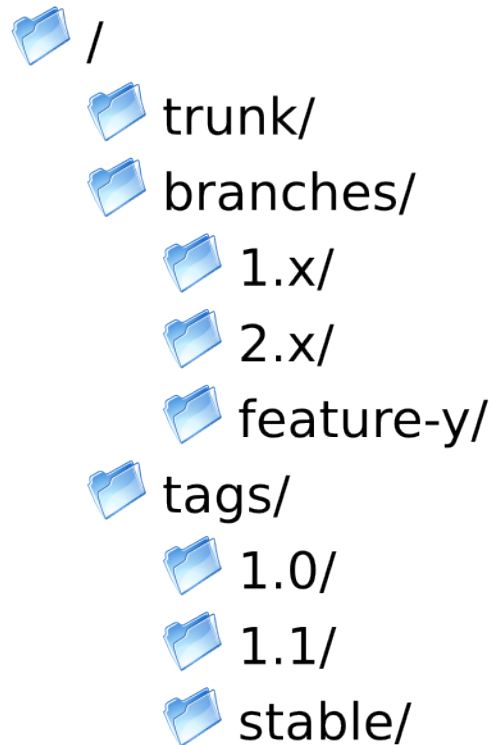 /
trunk/
branches/
1.x/
2.x/
feature-y/
tags/
1.0/
1.1/
stable/